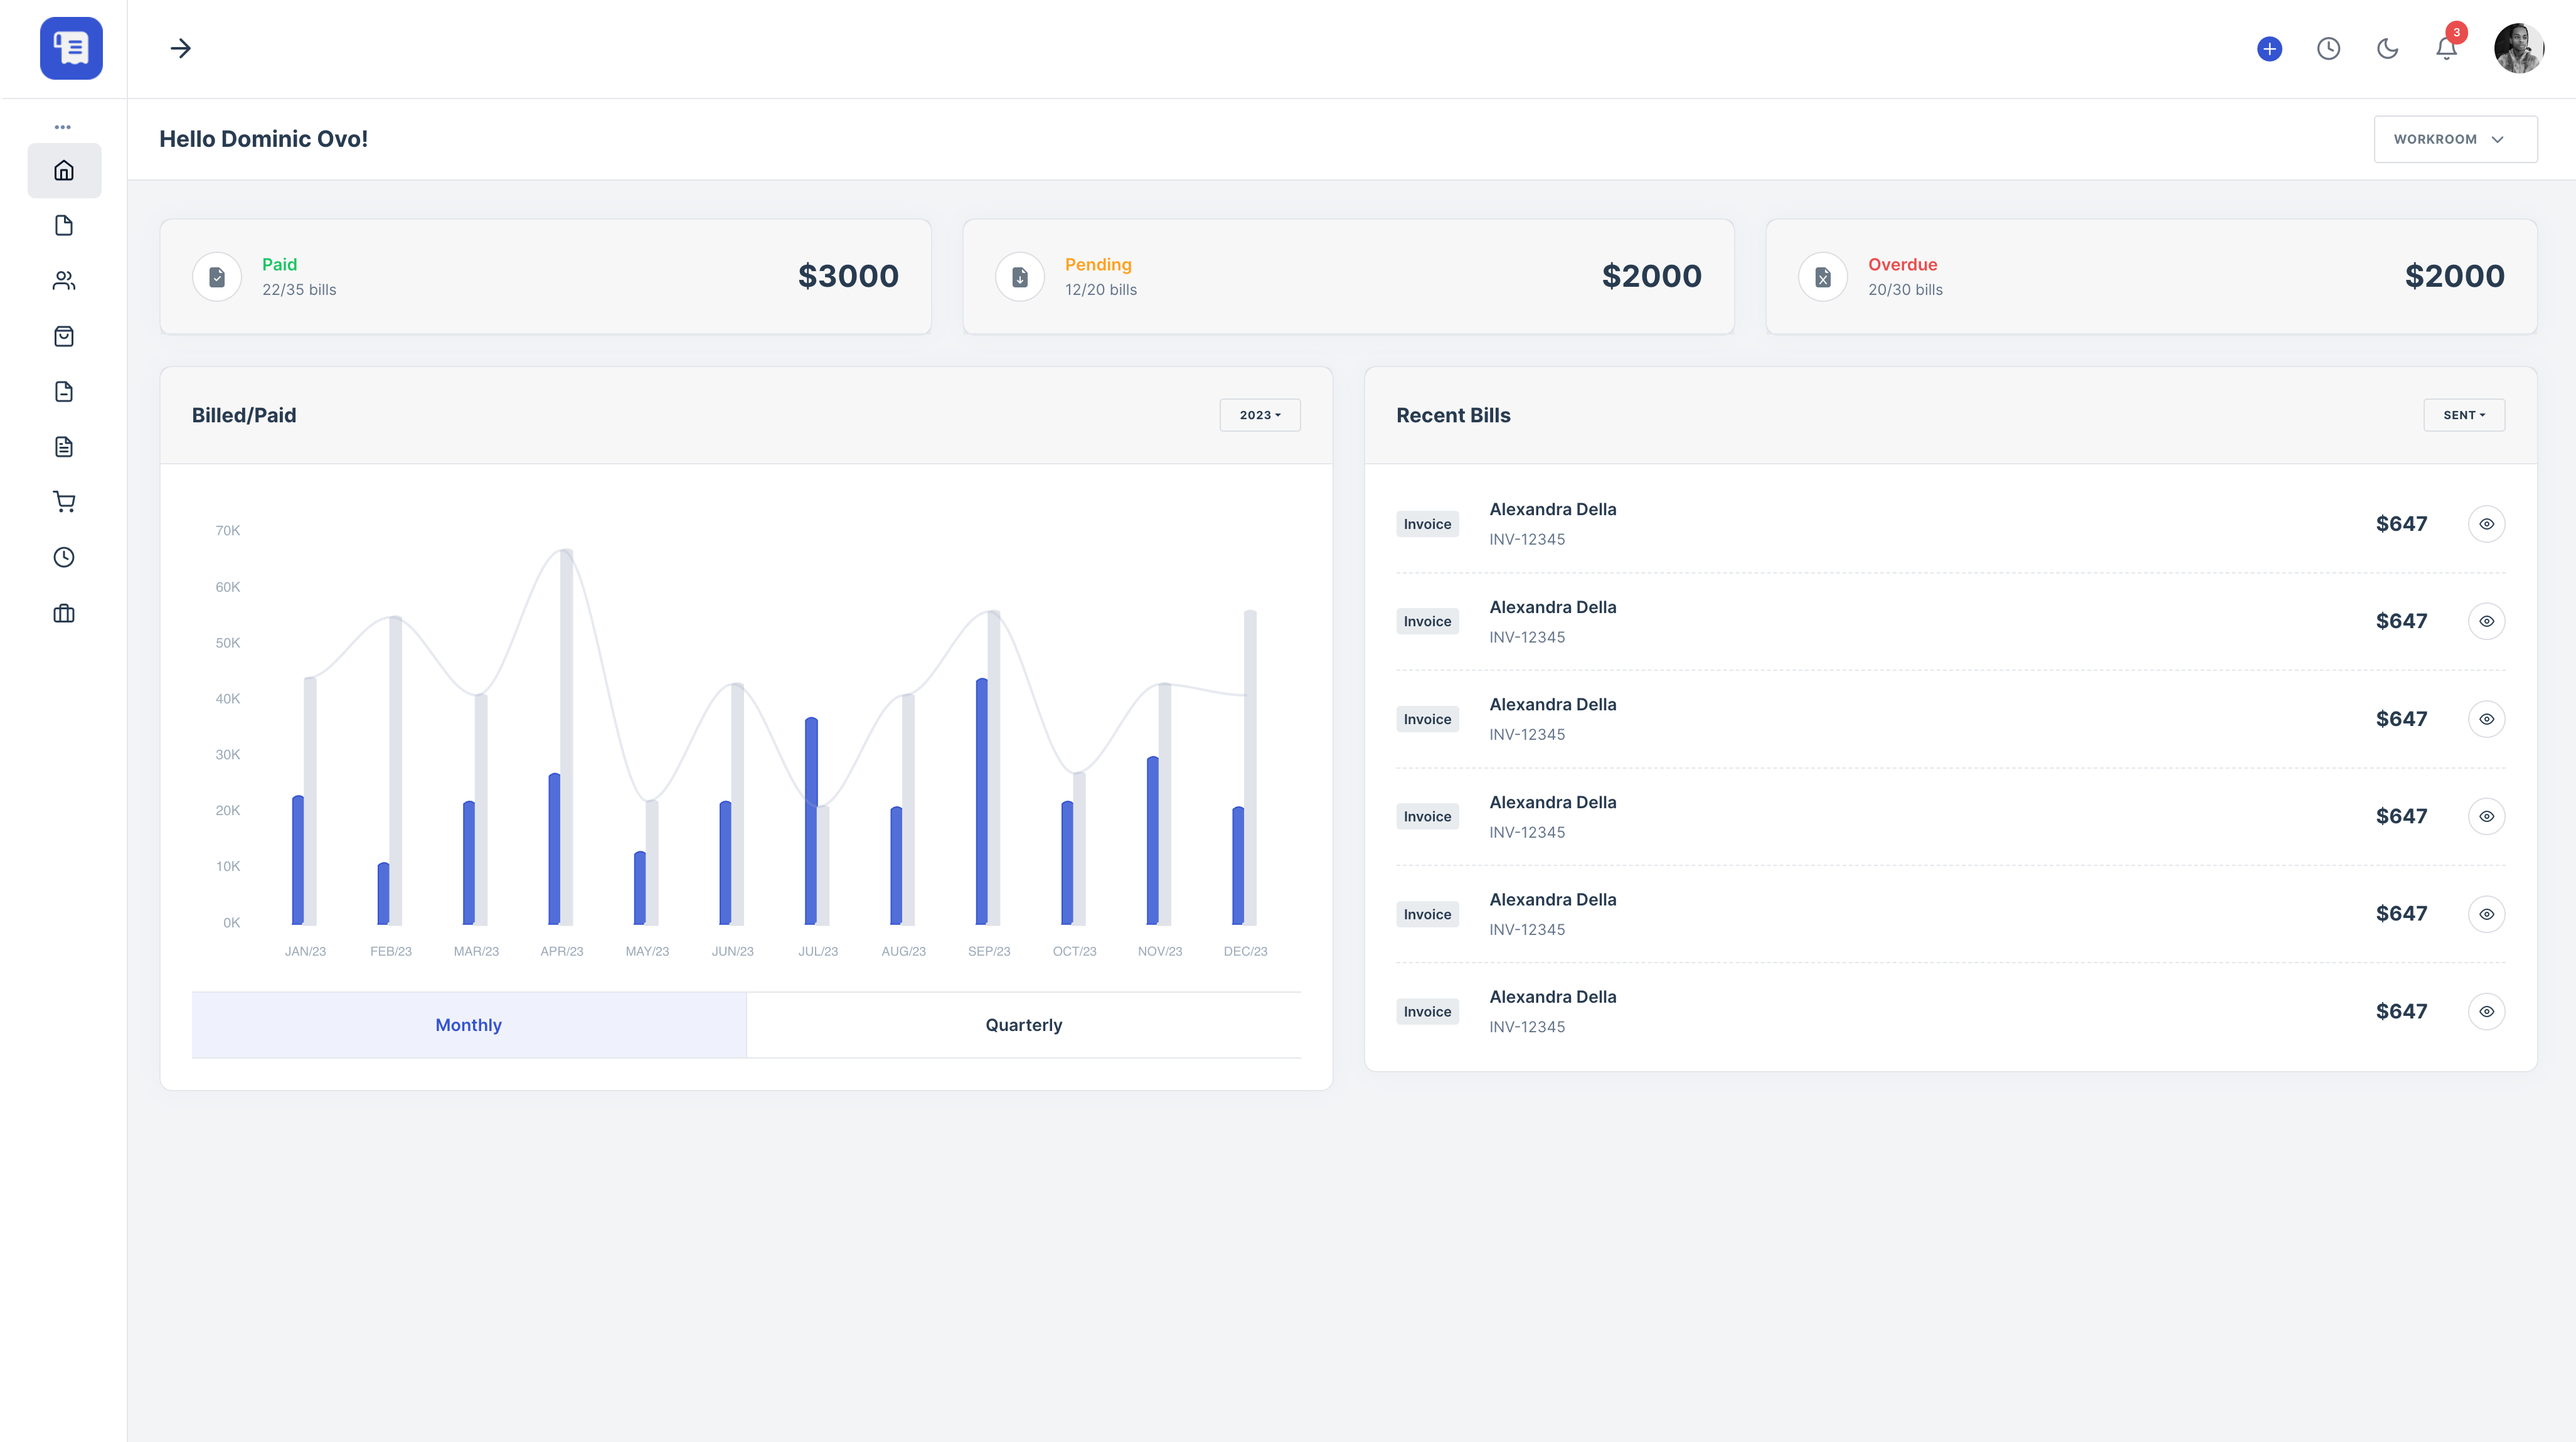 3
Hello Dominic Ovo!
WORKROOM
Paid
22/35 bills
$3000
Pending
12/20 bills
$2000
Overdue
20/30 bills
$2000
Billed/Paid
2023
70K
60K
50K
40K
30K
20K
10K
0K
JAN/23 FEB/23 MAR/23 APR/23 MAY/23 JUN/23 JUL/23 AUG/23 SEP/23 OCT/23 NOV/23 DEC/23
Monthly
Quarterly
Recent Bills
SENT
Invoice
Alexandra Della
INV-12345
$647
Invoice
Alexandra Della
INV-12345
$647
Invoice
Alexandra Della
INV-12345
$647
Invoice
Alexandra Della
INV-12345
$647
Invoice
Alexandra Della
INV-12345
$647
Invoice
Alexandra Della
INV-12345
$647